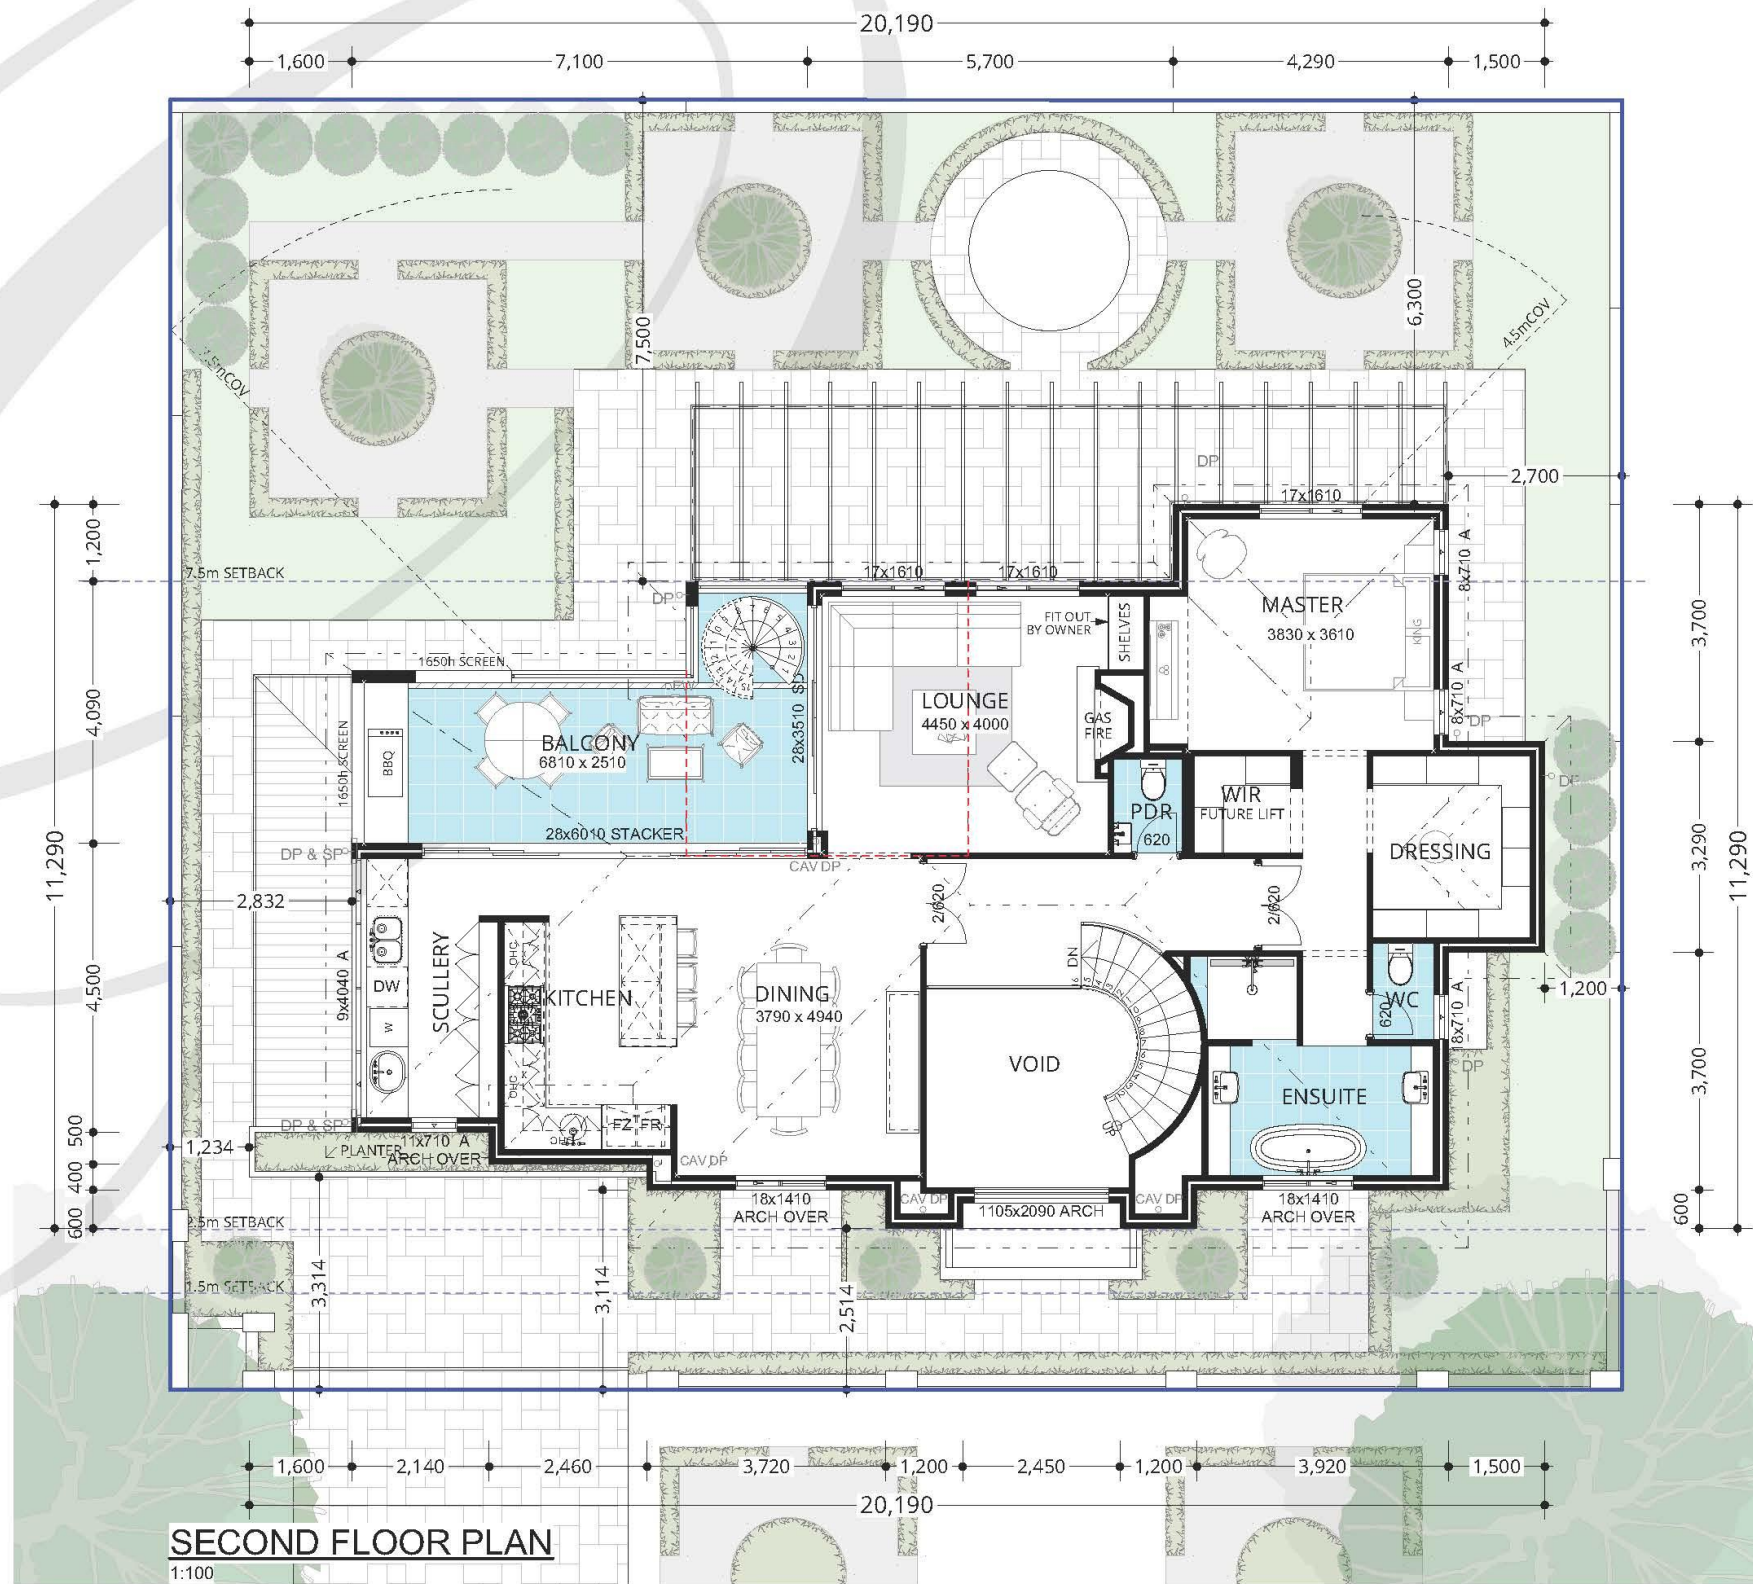 20,190
1,600
7,100
5,700
4,290
1,500
7,500
6,300
7.5mCOV
4.5mCOV
DP
2,700
17x1610
1,200
7.5m SETBACK
17x1610
17x1610
8x710 A
DP
MASTER
3830 x 3610
KING
FIT OUT
BY OWNER
SHELVES
3,700
1650h SCREEN
8x710 A
DP
4,090
LOUNGE
4450 x 4000
GAS
FIRE
28x3510 SD
BALCONY
6810 x 2510
BBQ
1650h SCREEN
DP
PDR
620
WIR
FUTURE LIFT
28x6010 STACKER
DRESSING
3,290
11,290
11,290
DP & SP
CAV DP
2,832
2/620
2/620
SCULLERY
OHC
DN
9x4040 A
DW
W
KITCHEN
DINING
3790 x 4940
4,500
WC
620
18x710 A
1,200
VOID
OHC
ENSUITE
DP
3,700
UP
FZ
FR
OHC
500
DP & SP
1,234
PLANTER
11x710 A
ARCH OVER
CAV DP
400
600
18x1410
ARCH OVER
CAV DP
1105x2090 ARCH
CAV DP
18x1410
ARCH OVER
600
2.5m SETBACK
1.5m SETBACK
3,314
3,114
2,514
1,600
2,140
2,460
3,720
1,200
2,450
1,200
3,920
1,500
20,190
SECOND FLOOR PLAN
1:100